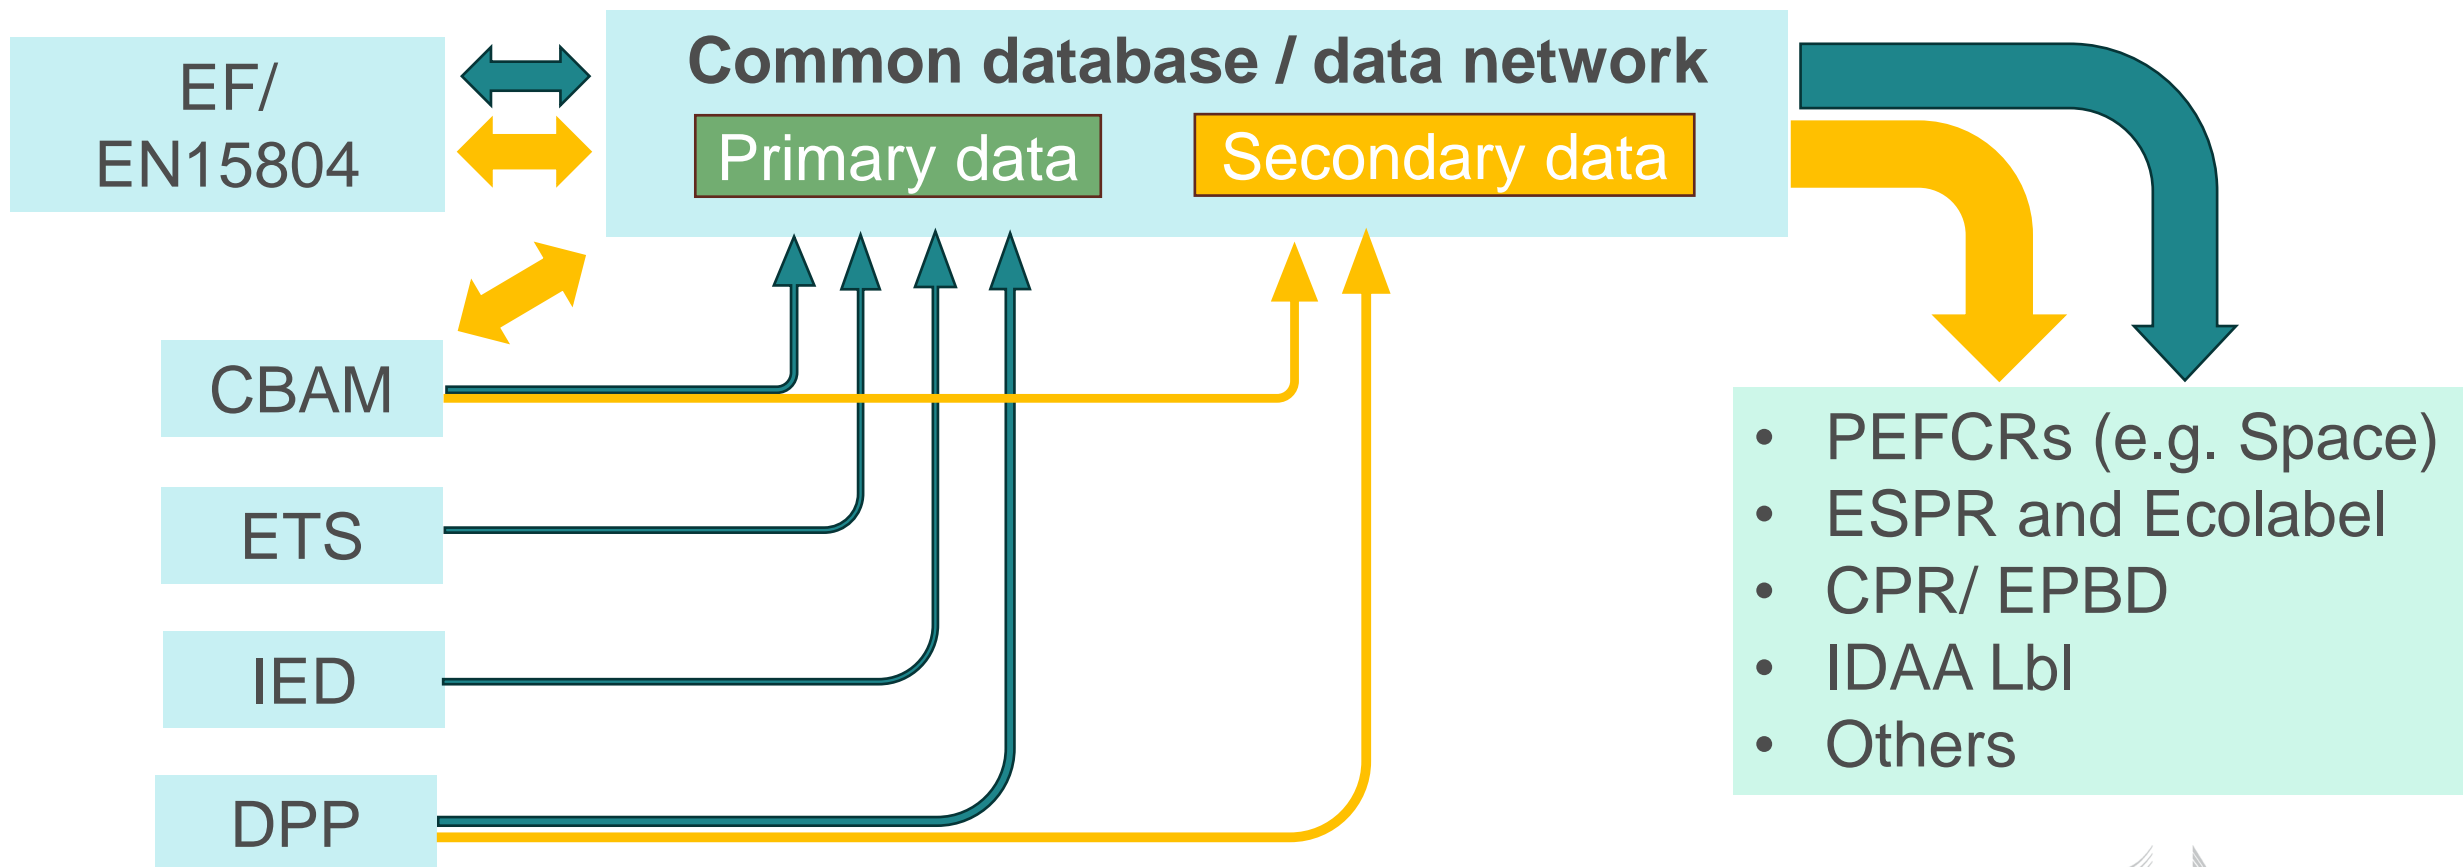 EF/
EN15804
Common database / data network
Primary data
Secondary data
CBAM
ETS
IED
DPP
• PEFCRs (e.g. Space)
• ESPR and Ecolabel
• CPR/ EPBD
• IDAA Lbl
• Others